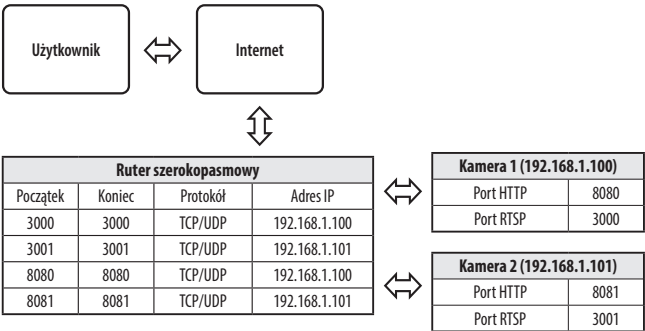 Użytkownik
Internet
Ruter szerokopasmowy
Początek Koniec Protokół Adres IP
3000 3000 TCP/UDP 192.168.1.100
3001 3001 TCP/UDP 192.168.1.101
8080 8080 TCP/UDP 192.168.1.100
8081 8081 TCP/UDP 192.168.1.101
Kamera 1 (192.168.1.100)
Port HTTP 8080
Port RTSP 3000
Kamera 2 (192.168.1.101)
Port HTTP 8081
Port RTSP 3001